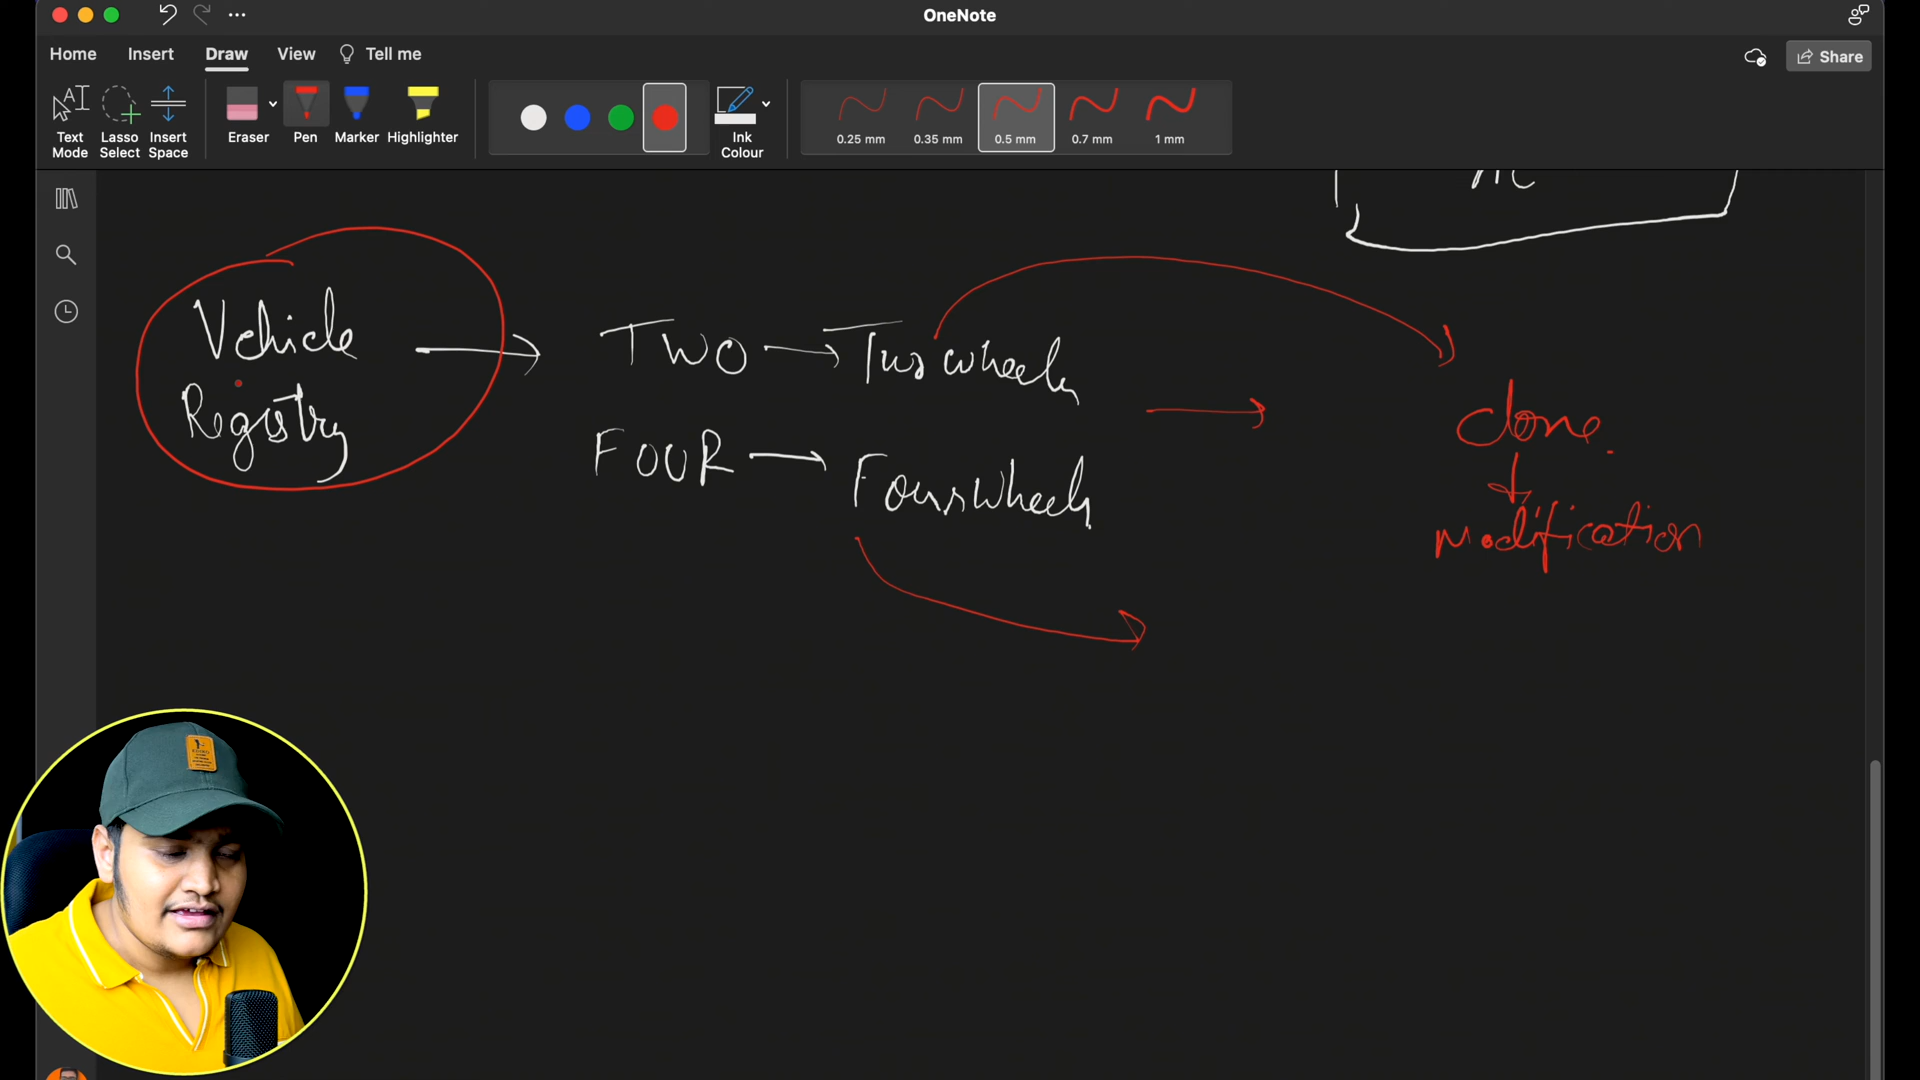 OneNote
Home Insert Draw View Tell me
Share
Text Mode
Lasso Select
Insert Space
Eraser
Pen
Marker
Highlighter
Ink Colour
0.25 mm
0.35 mm
0.5 mm
0.7 mm
1 mm
Vehicle
Registry
TWO → Two wheels
FOUR → Fourswheels
clone.
modification